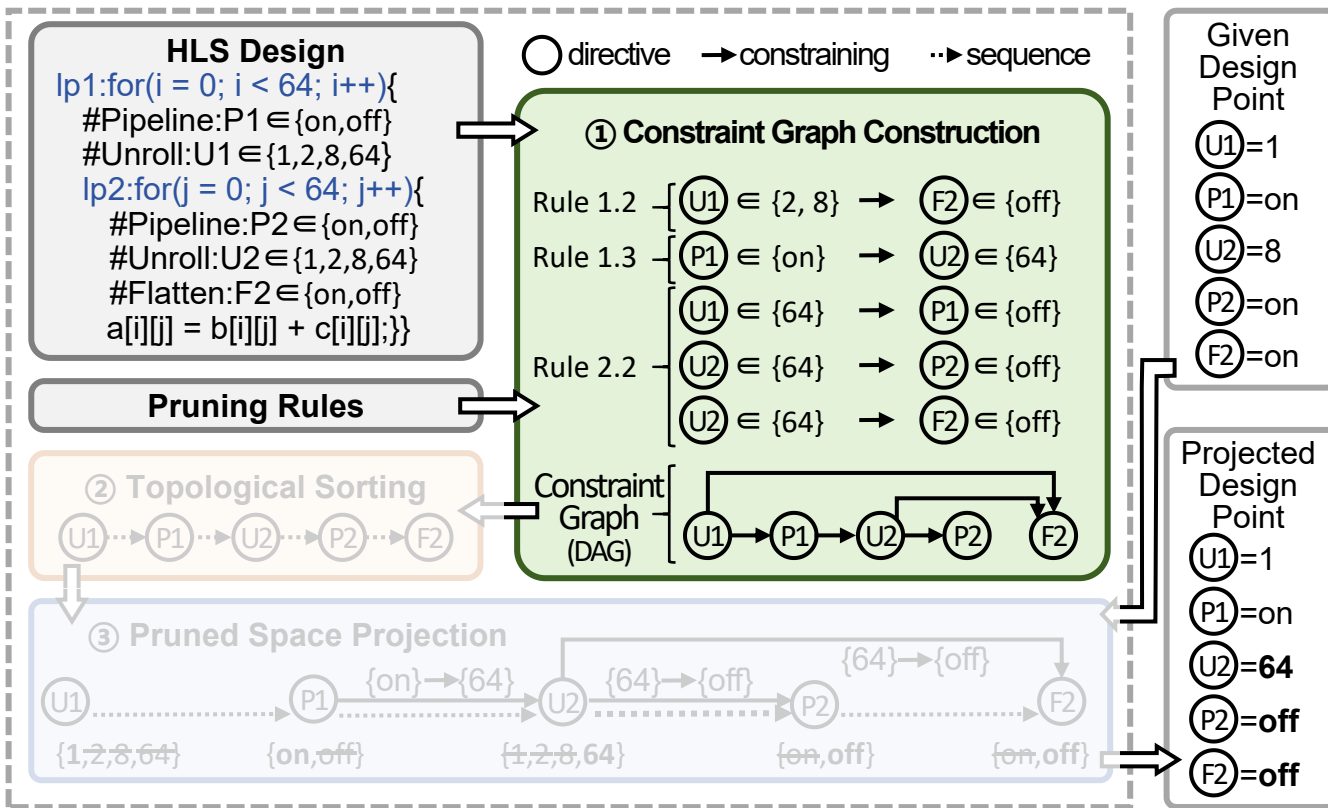 HLS Design
lp1:for(i = 0; i < 64; i++){
#Pipeline:P1∈{on,off}
#Unroll:U1∈{1,2,8,64}
lp2:for(j = 0; j < 64; j++){
#Pipeline:P2∈{on,off}
#Unroll:U2∈{1,2,8,64}
#Flatten:F2∈{on,off}
a[i][j] = b[i][j] + c[i][j];}}
Pruning Rules
directive
constraining
sequence
① Constraint Graph Construction
Rule 1.2 U1 ∈ {2, 8} → F2 ∈ {off}
Rule 1.3 P1 ∈ {on} → U2 ∈ {64}
U1 ∈ {64} → P1 ∈ {off}
Rule 2.2 U2 ∈ {64} → P2 ∈ {off}
U2 ∈ {64} → F2 ∈ {off}
Constraint
Graph
(DAG)
U1 P1 U2 P2 F2
② Topological Sorting
U1 P1 U2 P2 F2
③ Pruned Space Projection
{on}→{64} {64}→{off} {64}→{off}
U1 P1 U2 P2 F2
{1,2,8,64} {on,off} {1,2,8,64} {on,off} {on,off}
Given
Design
Point
U1=1
P1=on
U2=8
P2=on
F2=on
Projected
Design
Point
U1=1
P1=on
U2=64
P2=off
F2=off